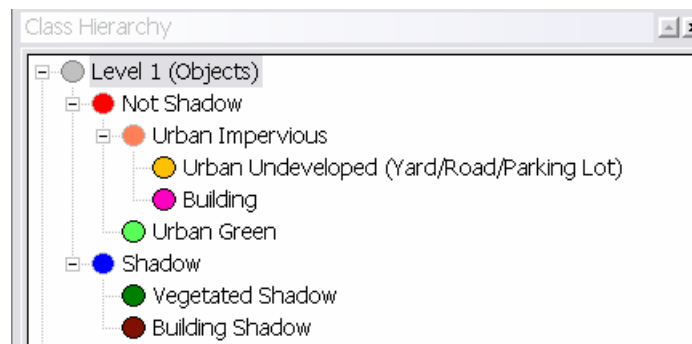 Class Hierarchy
Level 1 (Objects)
Not Shadow
Urban Impervious
Urban Undeveloped (Yard/Road/Parking Lot)
Building
Urban Green
Shadow
Vegetated Shadow
Building Shadow